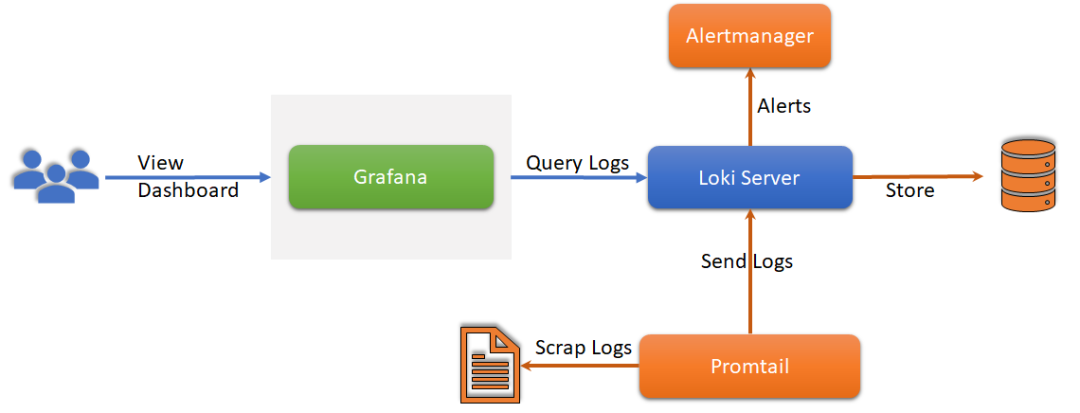 Alertmanager
Alerts
View
Dashboard
Grafana
Query Logs
Loki Server
Store
Send Logs
Scrap Logs
Promtail